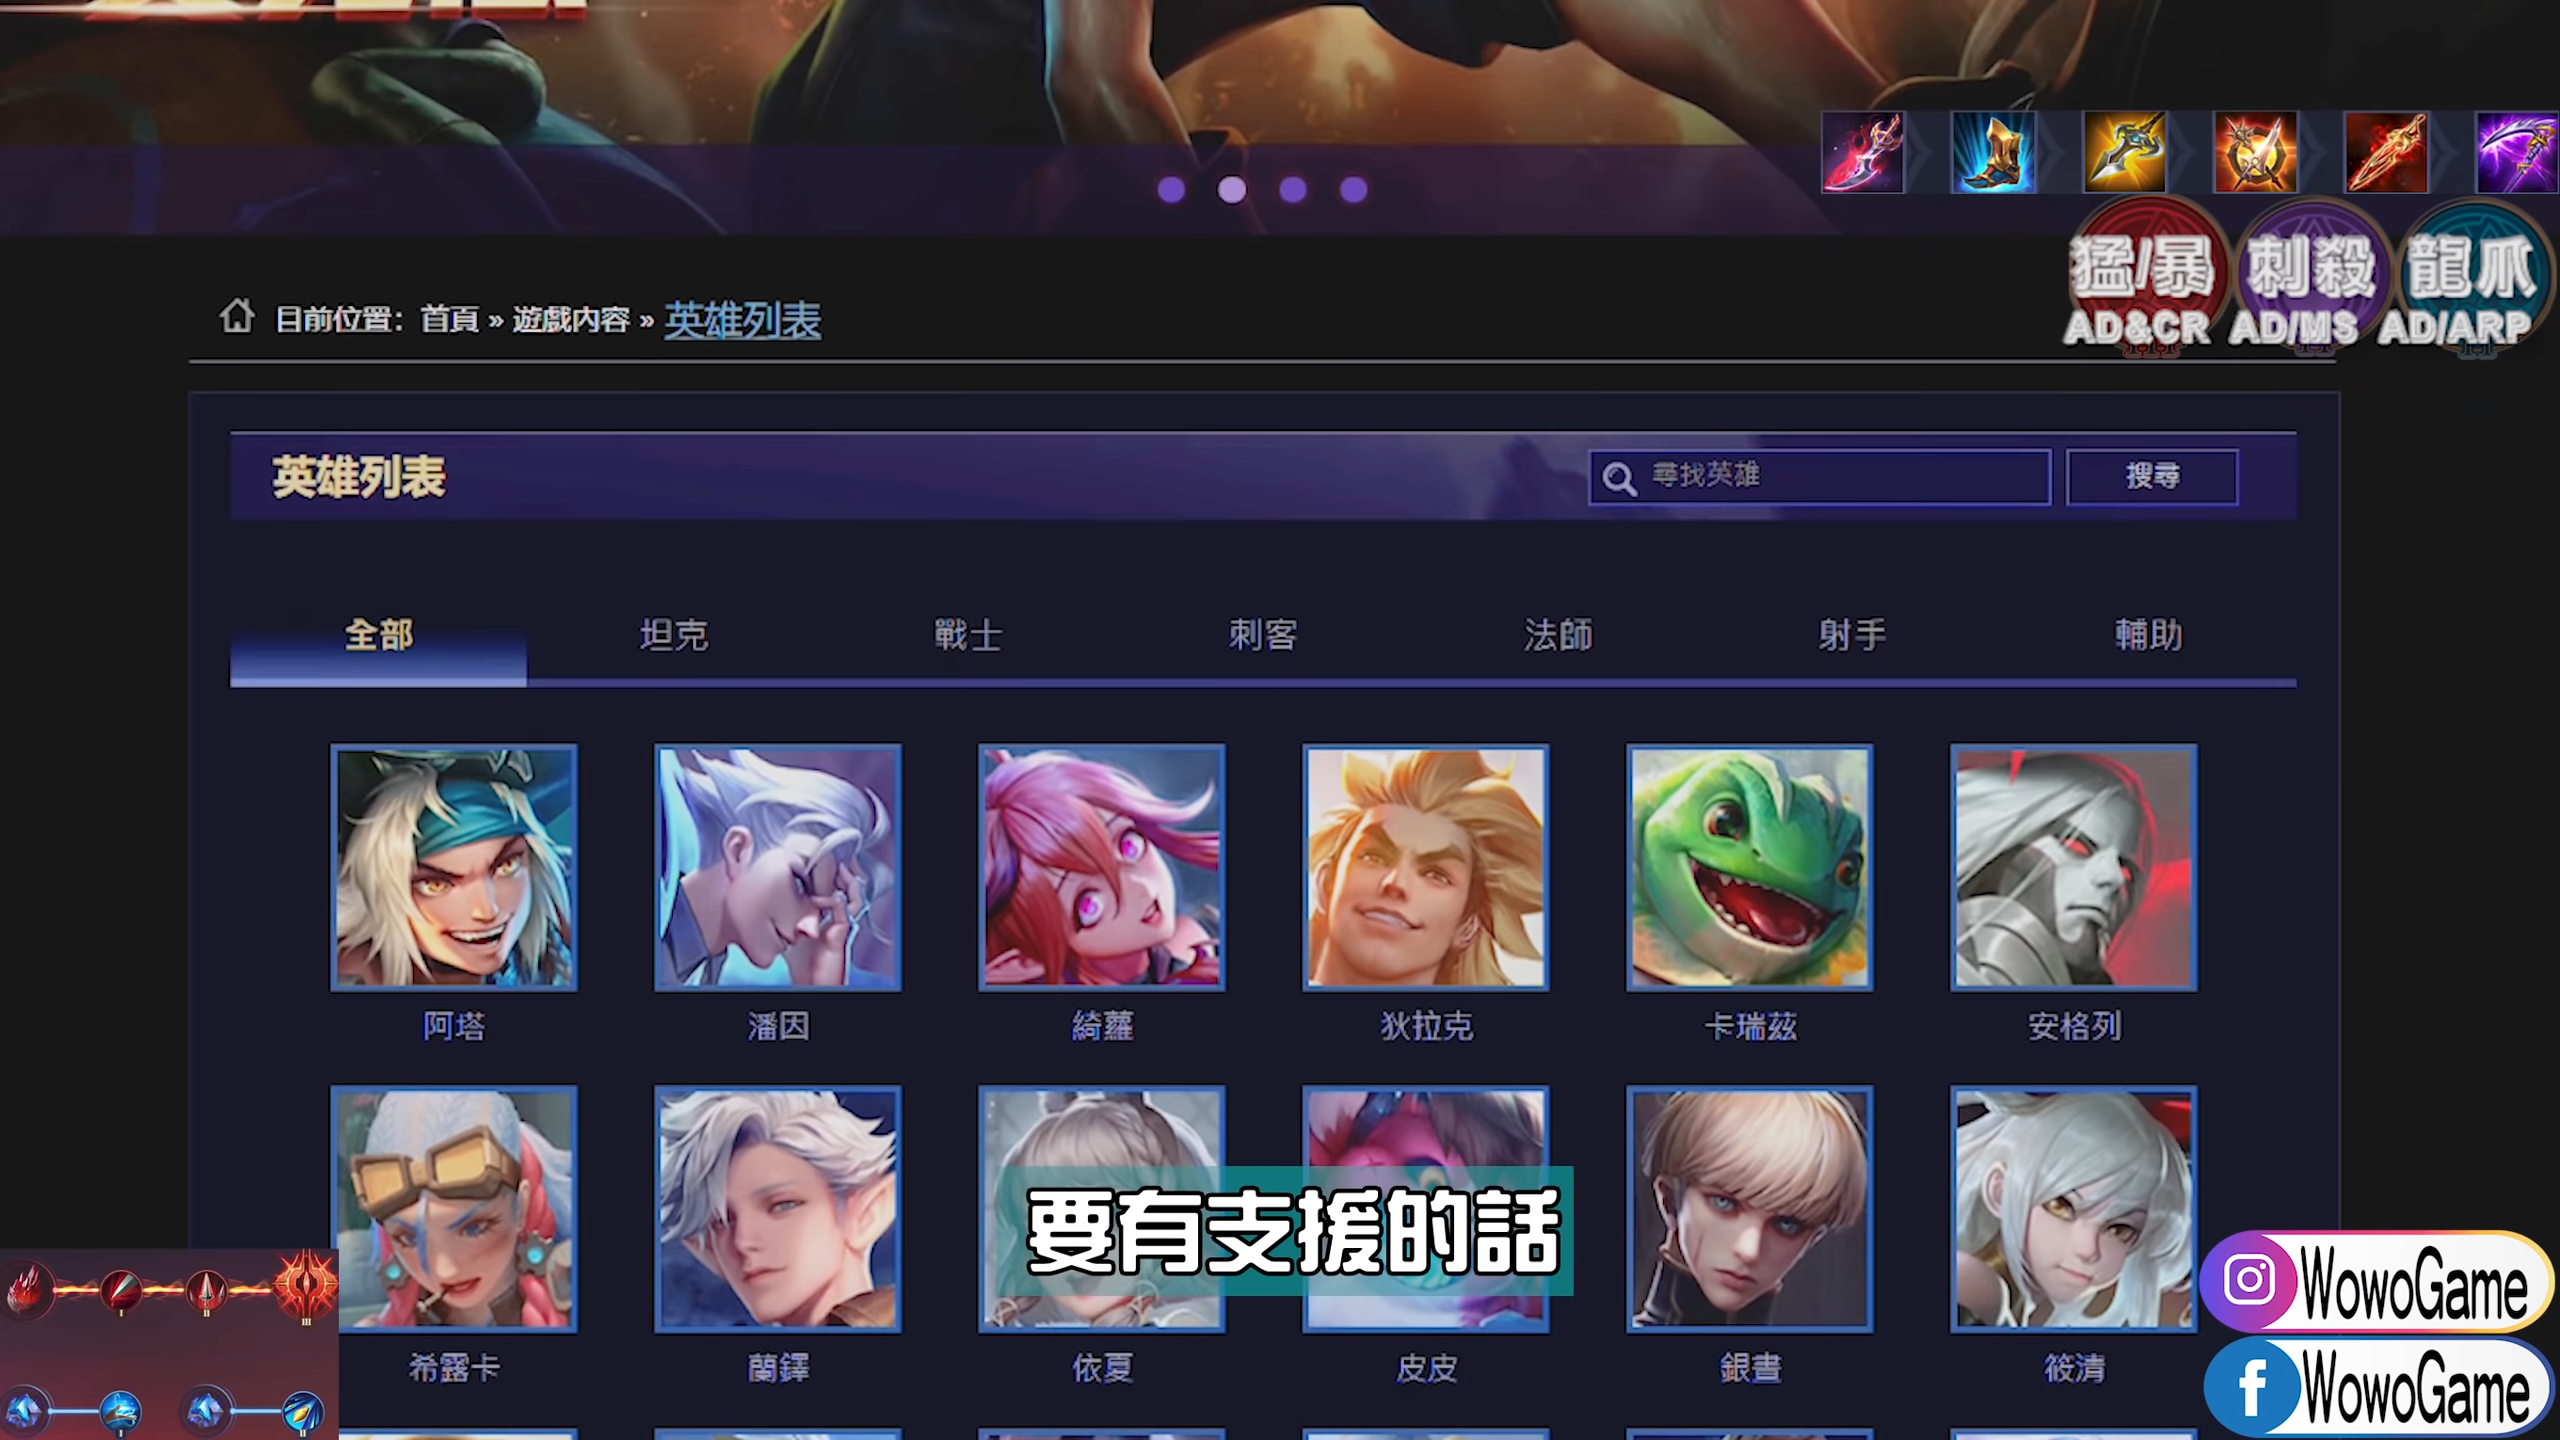 猛/暴 刺殺 龍爪
AD&CR AD/MS AD/ARP
目前位置：首頁 » 遊戲內容 » 英雄列表
英雄列表
尋找英雄
搜尋
全部 坦克 戰士 刺客 法師 射手 輔助
阿塔 潘因 綺蘿 狄拉克 卡瑞茲 安格列
要有支援的話
希露卡 蘭鐸 依夏 皮皮 銀晝 筱清
I II III
I II
WowoGame
WowoGame